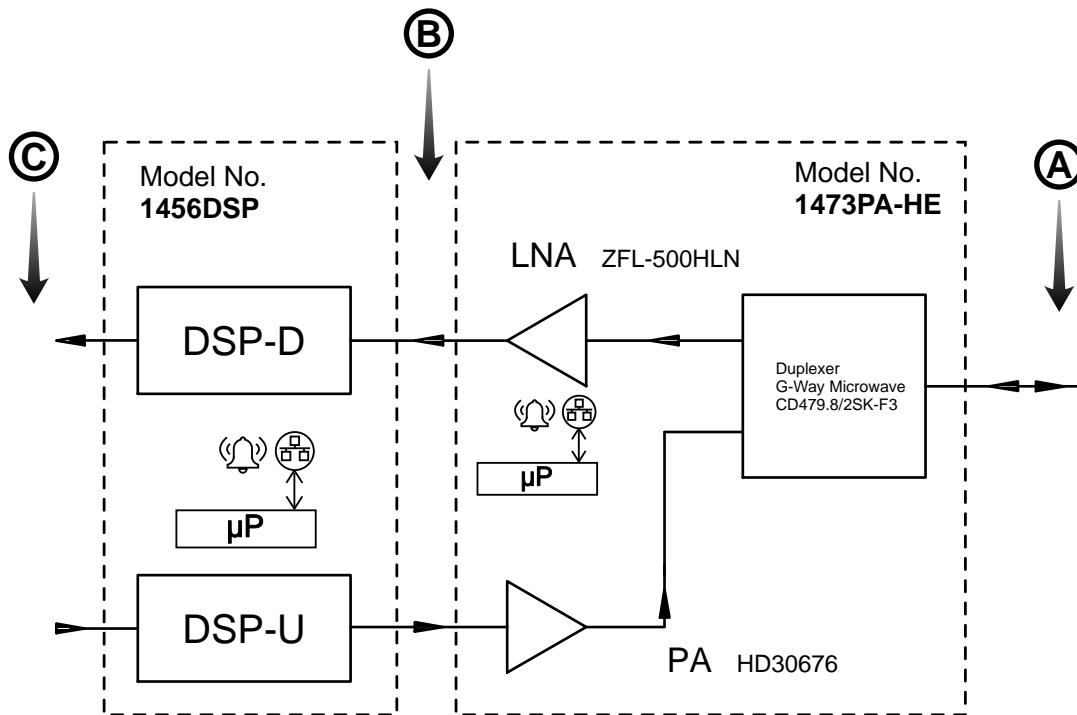 B
C
A
Model No.
1456DSP
Model No.
1473PA-HE
LNA ZFL-500HLN
DSP-D
Duplexer
G-Way Microwave
CD479.8/2SK-F3
µP
µP
DSP-U
PA HD30676